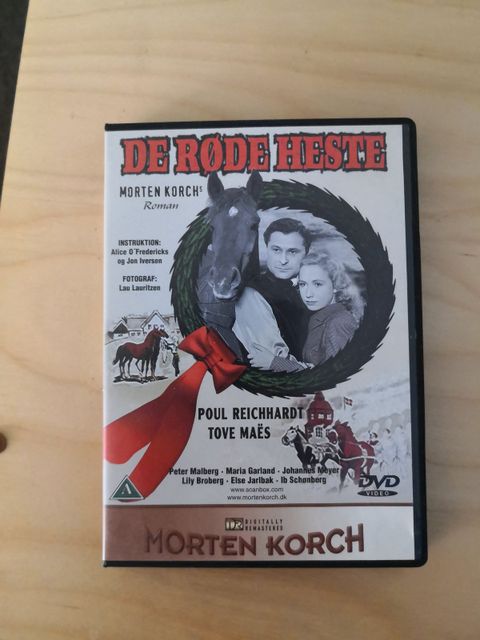 DE RØDE HESTE
MORTEN KORCHS
Roman
INSTRUKTION:
Alice O'Fredericks
og Jon Iversen
FOTOGRAF:
Lau Lauritzen
POUL REICHHARDT
TOVE MAËS
Peter Malberg · Maria Garland · Johannes Meyer
Lily Broberg · Else Jarlbak · Ib Schønberg
www.scanbox.com
www.mortenkorch.dk
A
DVD
VIDEO
DR DIGITALLY
REMASTERED
MORTEN KORCH